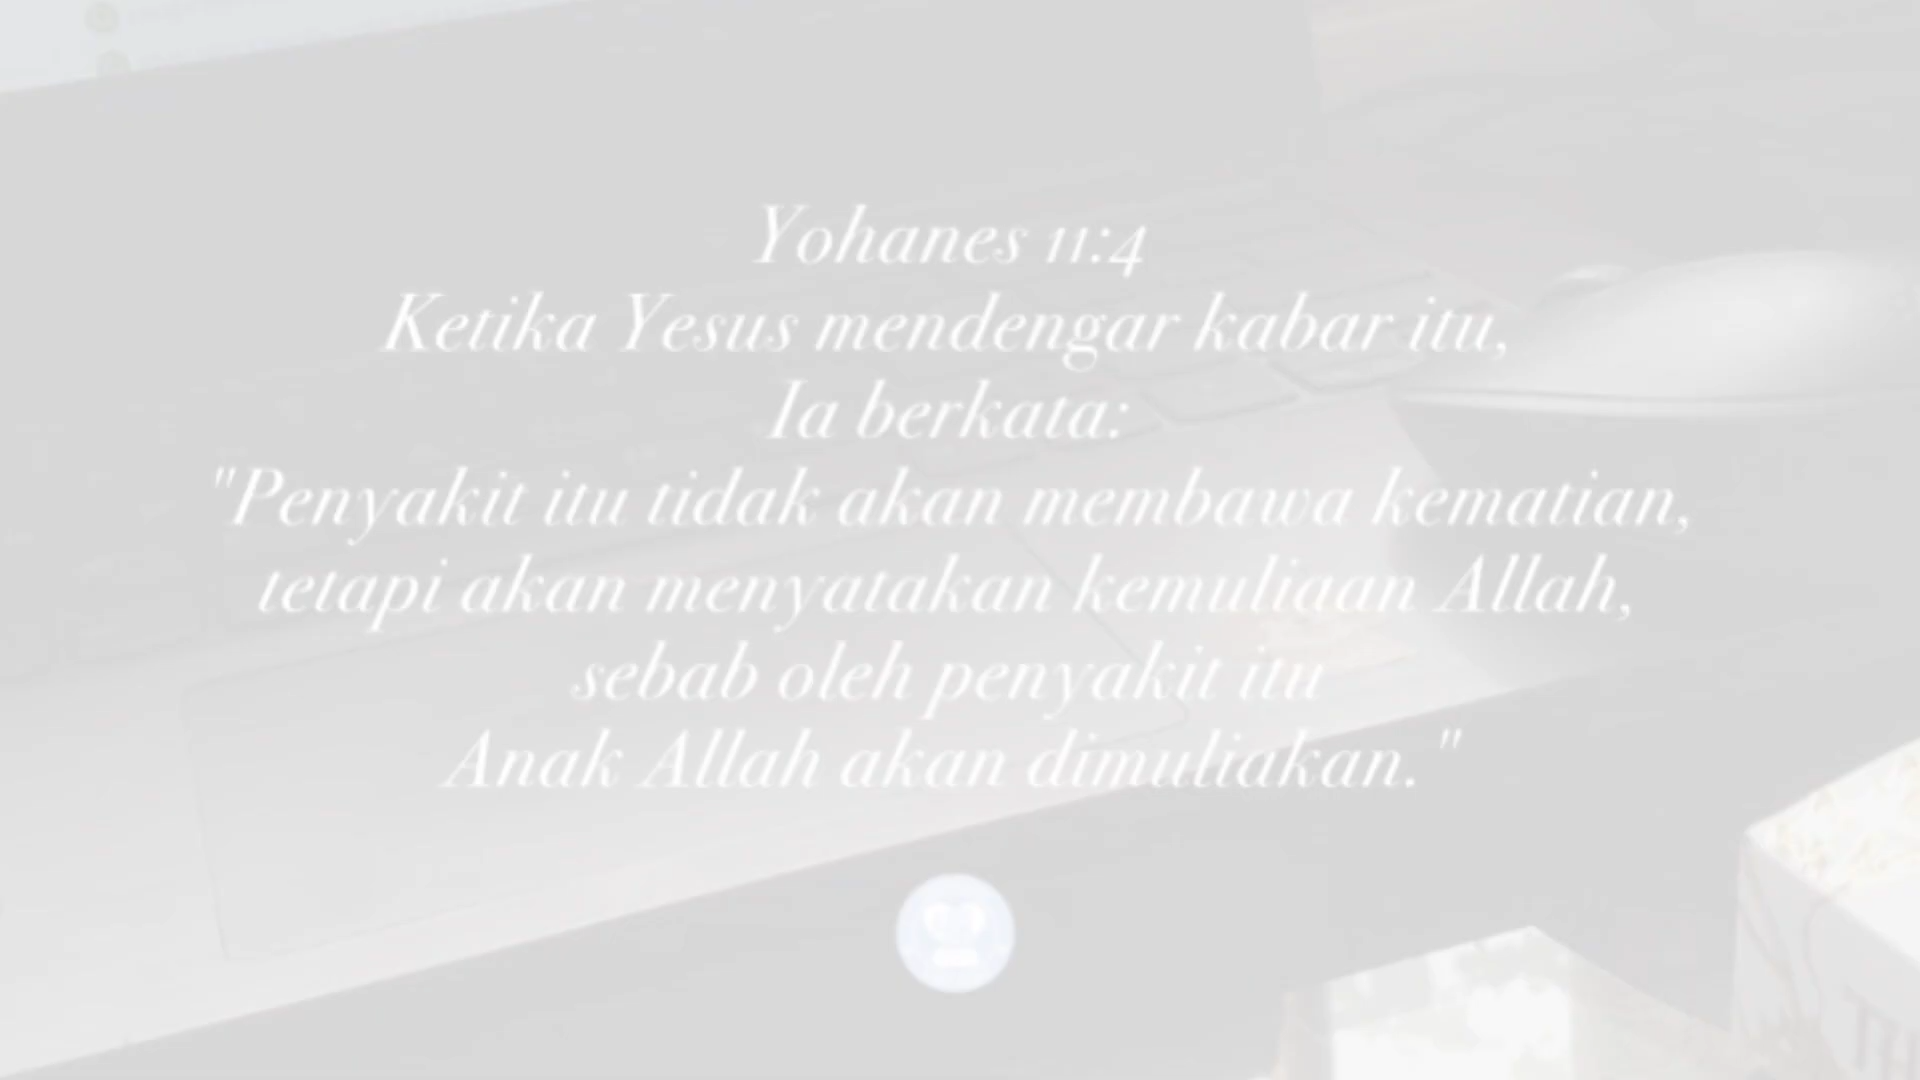 Yohanes 11:4
Ketika Yesus mendengar kabar itu,
Ia berkata:
"Penyakit itu tidak akan membawa kematian,
tetapi akan menyatakan kemuliaan Allah,
sebab oleh penyakit itu
Anak Allah akan dimuliakan."